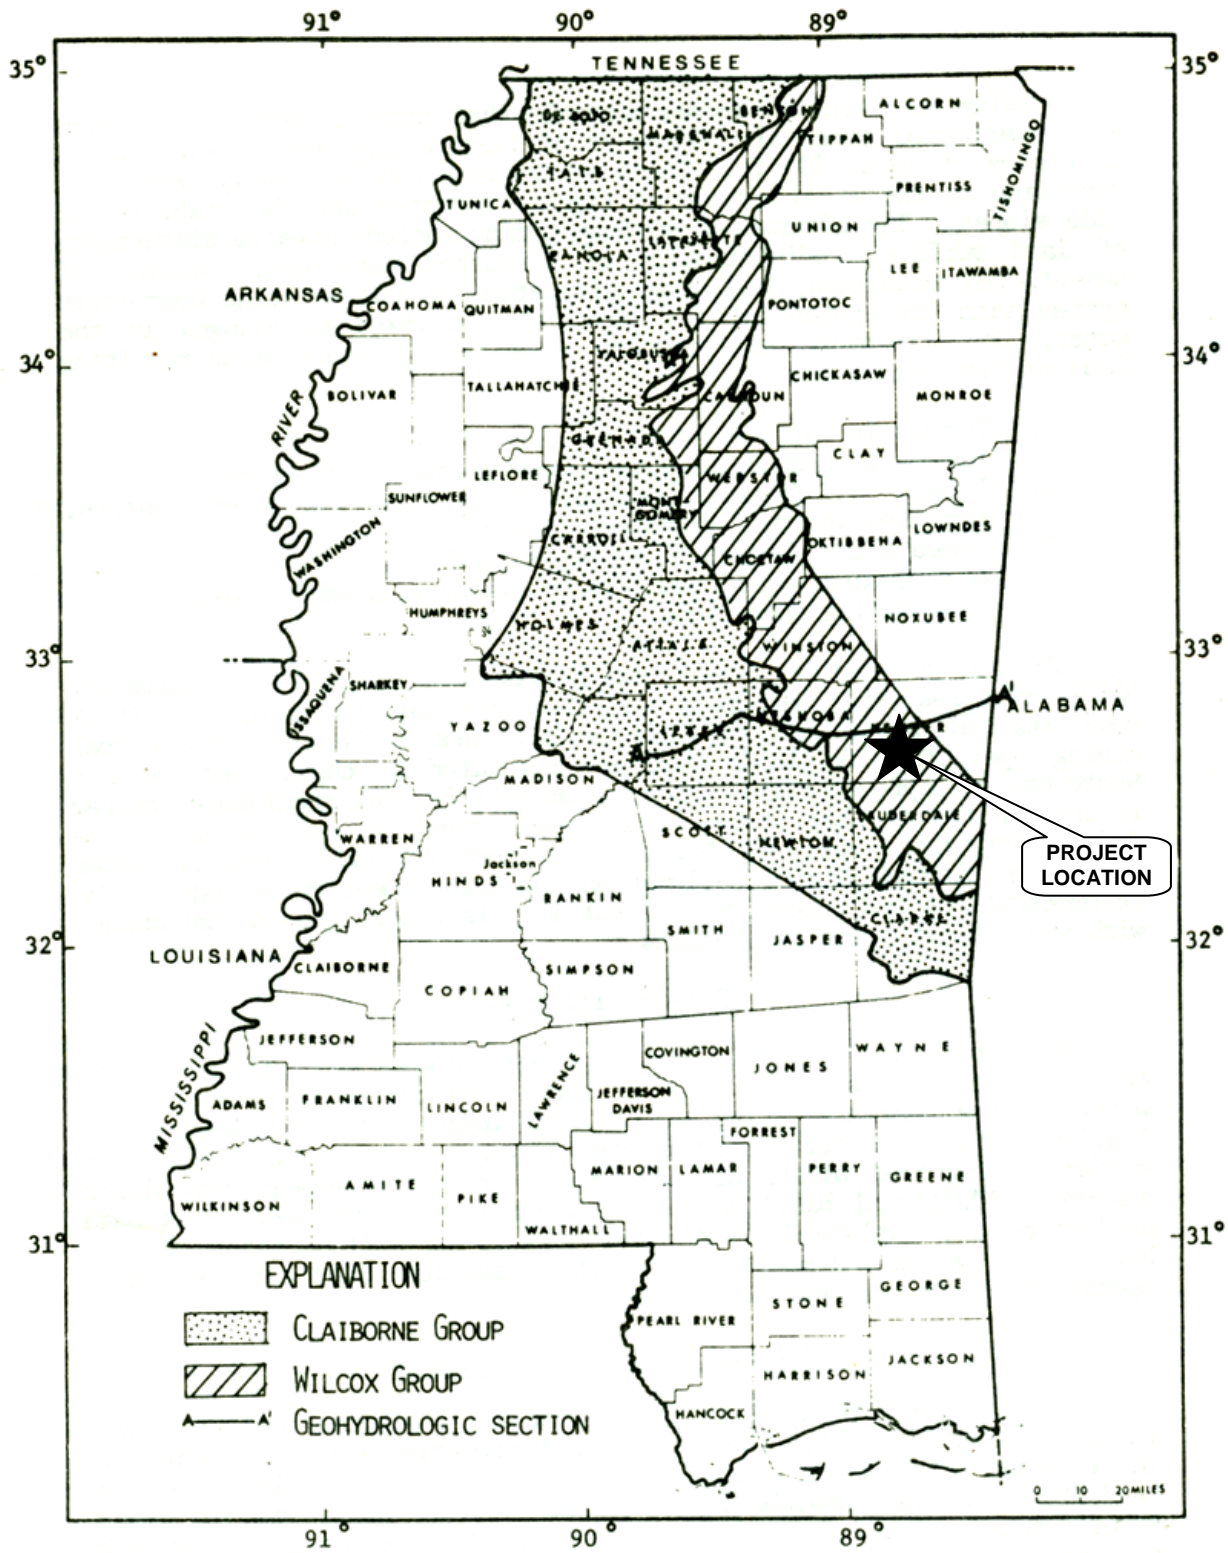 91° 90° 89°
35° TENNESSEE 35°
DE SOTO
BENTON
ALCORN
MARSHALL
TIPPAH
TISHOMINGO
TATE
PRENTISS
TUNICA
UNION
LAFAYETTE
PANOLA
LEE
ITAWAMBA
ARKANSAS
COAHOMA
QUITMAN
PONTOTOC
34° 34°
YALOBUSHA
TALLAHATCHIE
CHICKASAW
BOLIVAR
CALHOUN
MONROE
RIVER
GRENADA
CLAY
LEFLORE
WEBSTER
SUNFLOWER
MONT
GOMERY
LOWNDES
WASHINGTON
CARROLL
OKTIBBEHA
CHOCTAW
HUMPHREYS
NOXUBEE
HOLMES
ATTALA
WINSTON
33° 33°
ISSAQUENA
SHARKEY
A'
ALABAMA
YAZOO
LEAKE
NESHOBA
A
MADISON
LAUDERDALE
WARREN
SCOTT
NEWTON
PROJECT
LOCATION
Jackson
HINDS
RANKIN
CLARKE
SMITH
JASPER
32° 32°
LOUISIANA
CLAIBORNE
SIMPSON
COPIAH
MISSISSIPPI
JEFFERSON
COVINGTON
WAYNE
JONES
LAWRENCE
JEFFERSON
DAVIS
ADAMS
FRANKLIN
LINCOLN
FORREST
MARION
LAMAR
PERRY
GREENE
AMITE
PIKE
WILKINSON
WALTHALL
31° 31°
EXPLANATION
GEORGE
STONE
PEARL RIVER
CLAIBORNE GROUP
JACKSON
HARRISON
WILCOX GROUP
HANCOCK
A A' GEOHYDROLOGIC SECTION
0 10 20 MILES
91° 90° 89°